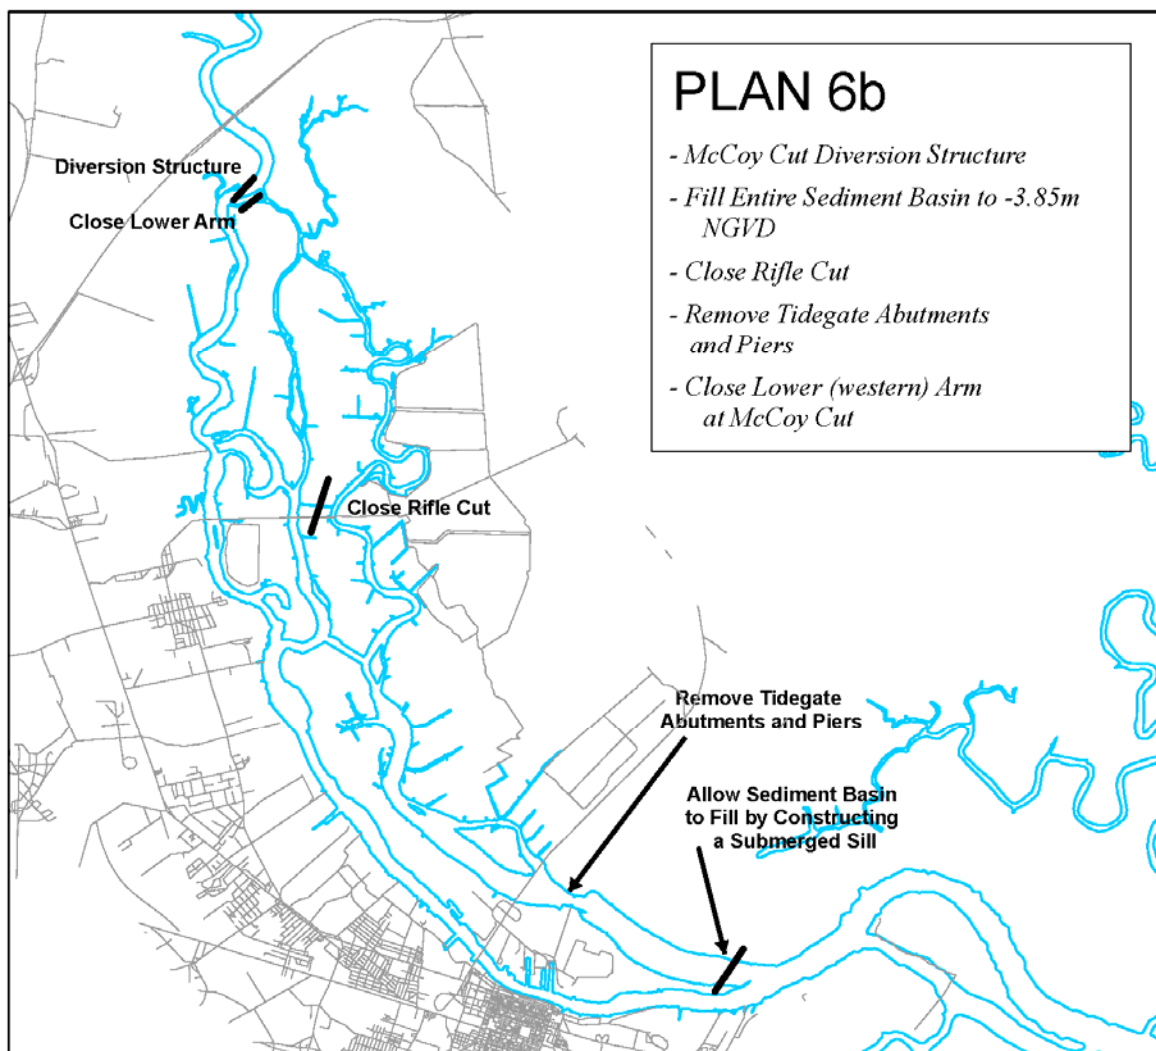 PLAN 6b
- McCoy Cut Diversion Structure
- Fill Entire Sediment Basin to -3.85m
NGVD
- Close Rifle Cut
- Remove Tidegate Abutments
and Piers
- Close Lower (western) Arm
at McCoy Cut
Diversion Structure
Close Lower Arm
Close Rifle Cut
Remove Tidegate
Abutments and Piers
Allow Sediment Basin
to Fill by Constructing
a Submerged Sill